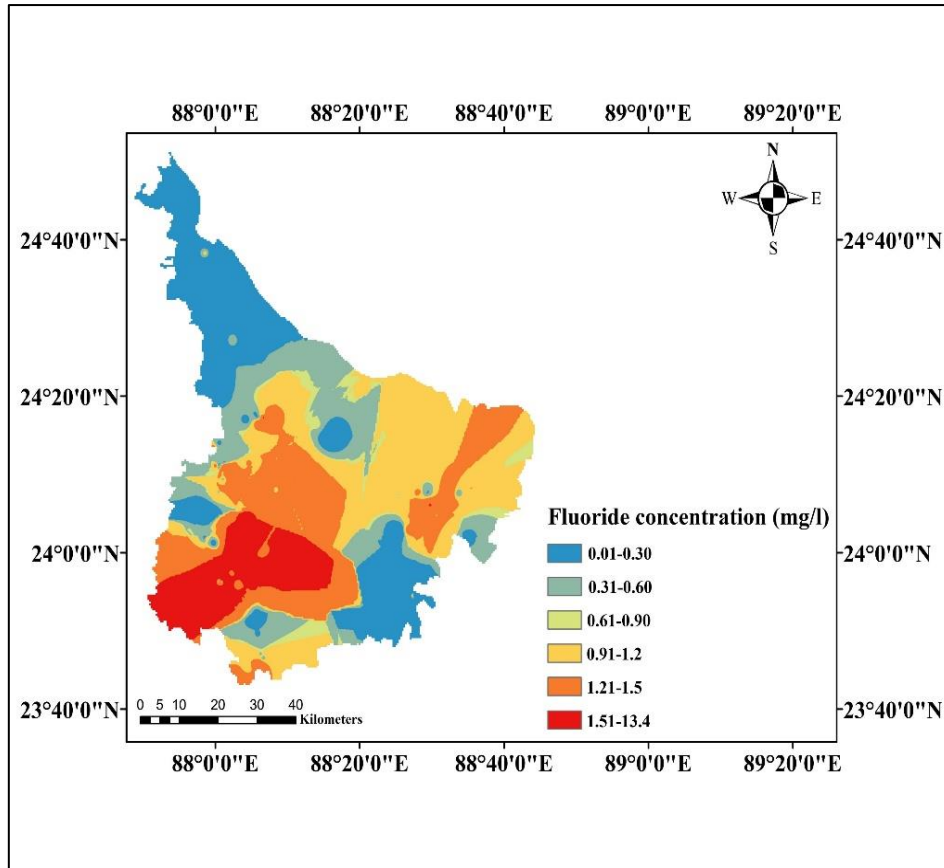 88°0'0"E 88°20'0"E 88°40'0"E 89°0'0"E 89°20'0"E
N
W E
S
24°40'0"N 24°40'0"N
24°20'0"N 24°20'0"N
Fluoride concentration (mg/l)
24°0'0"N 0.01-0.30 24°0'0"N
0.31-0.60
0.61-0.90
0.91-1.2
1.21-1.5
0 5 10 20 30 40
Kilometers
1.51-13.4
23°40'0"N 23°40'0"N
88°0'0"E 88°20'0"E 88°40'0"E 89°0'0"E 89°20'0"E